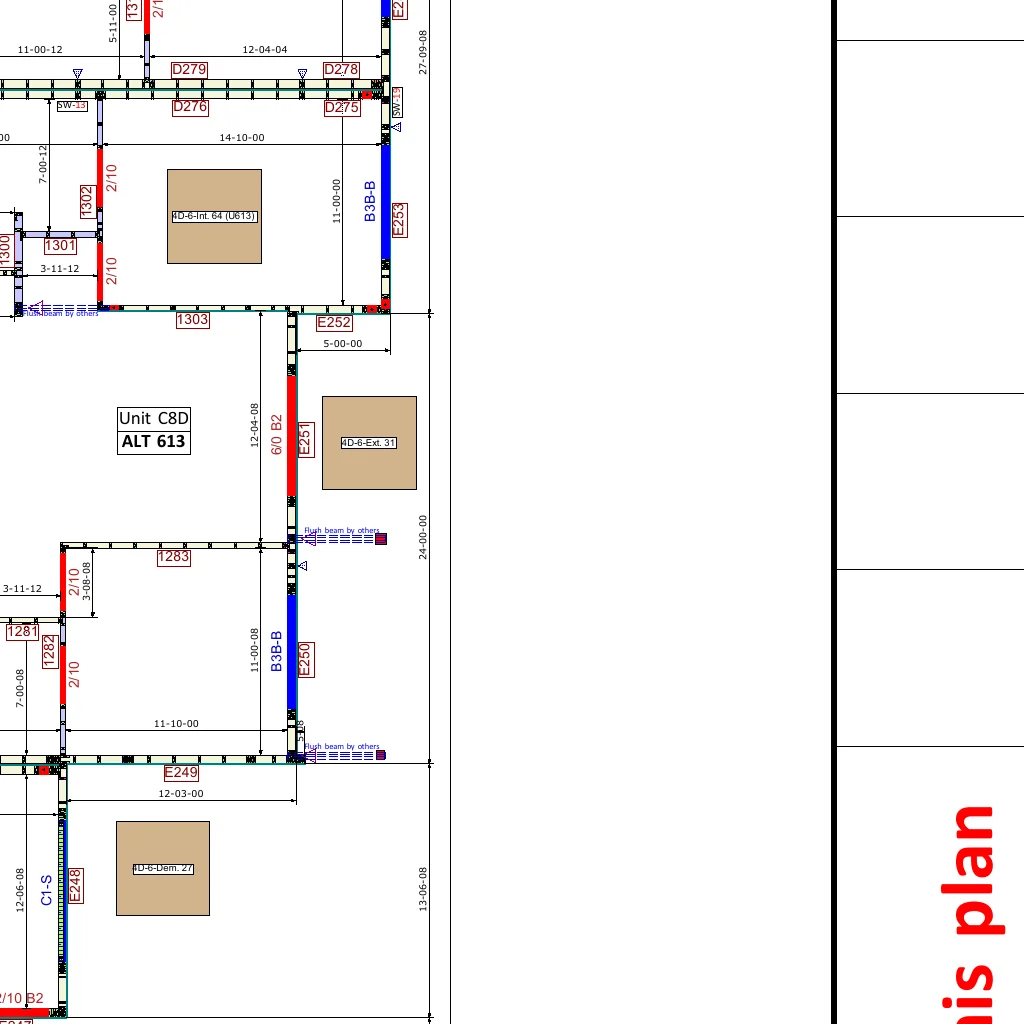 5-11-00
2/1
E2
27-09-08
11-00-12
12-04-04
D279
D278
SW-13
D276
D275
SW-19
14-10-00
7-00-12
2/10
1302
4D-6-Int. 64 (U613)
11-00-00
B3B-B
E253
1300
1301
2/10
3-11-12
Flush beam by others
1303
E252
5-00-00
Unit C8D
ALT 613
12-04-08
6/0 B2
E251
4D-6-Ext. 31
24-00-00
Flush beam by others
1283
3-11-12
2/10
3-08-08
1281
1282
2/10
7-00-08
11-00-08
B3B-B
E250
11-10-00
Flush beam by others
E249
12-03-00
4D-6-Dem. 27
12-06-08
C1-S
E248
13-06-08
2/10 B2
E247
his plan